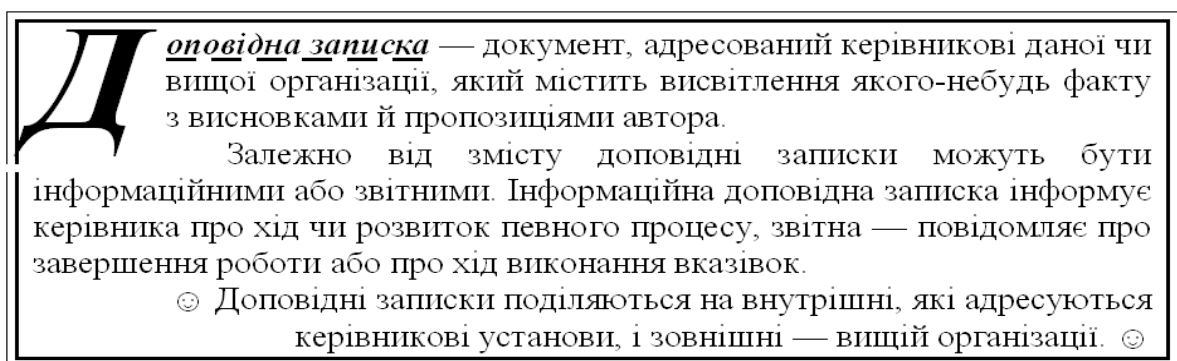 Доповідна записка — документ, адресований керівникові даної чи
вищої організації, який містить висвітлення якого-небудь факту
з висновками й пропозиціями автора.
Залежно від змісту доповідні записки можуть бути
інформаційними або звітними. Інформаційна доповідна записка інформує
керівника про хід чи розвиток певного процесу, звітна — повідомляє про
завершення роботи або про хід виконання вказівок.
☺ Доповідні записки поділяються на внутрішні, які адресуються
керівникові установи, і зовнішні — вищій організації. ☺